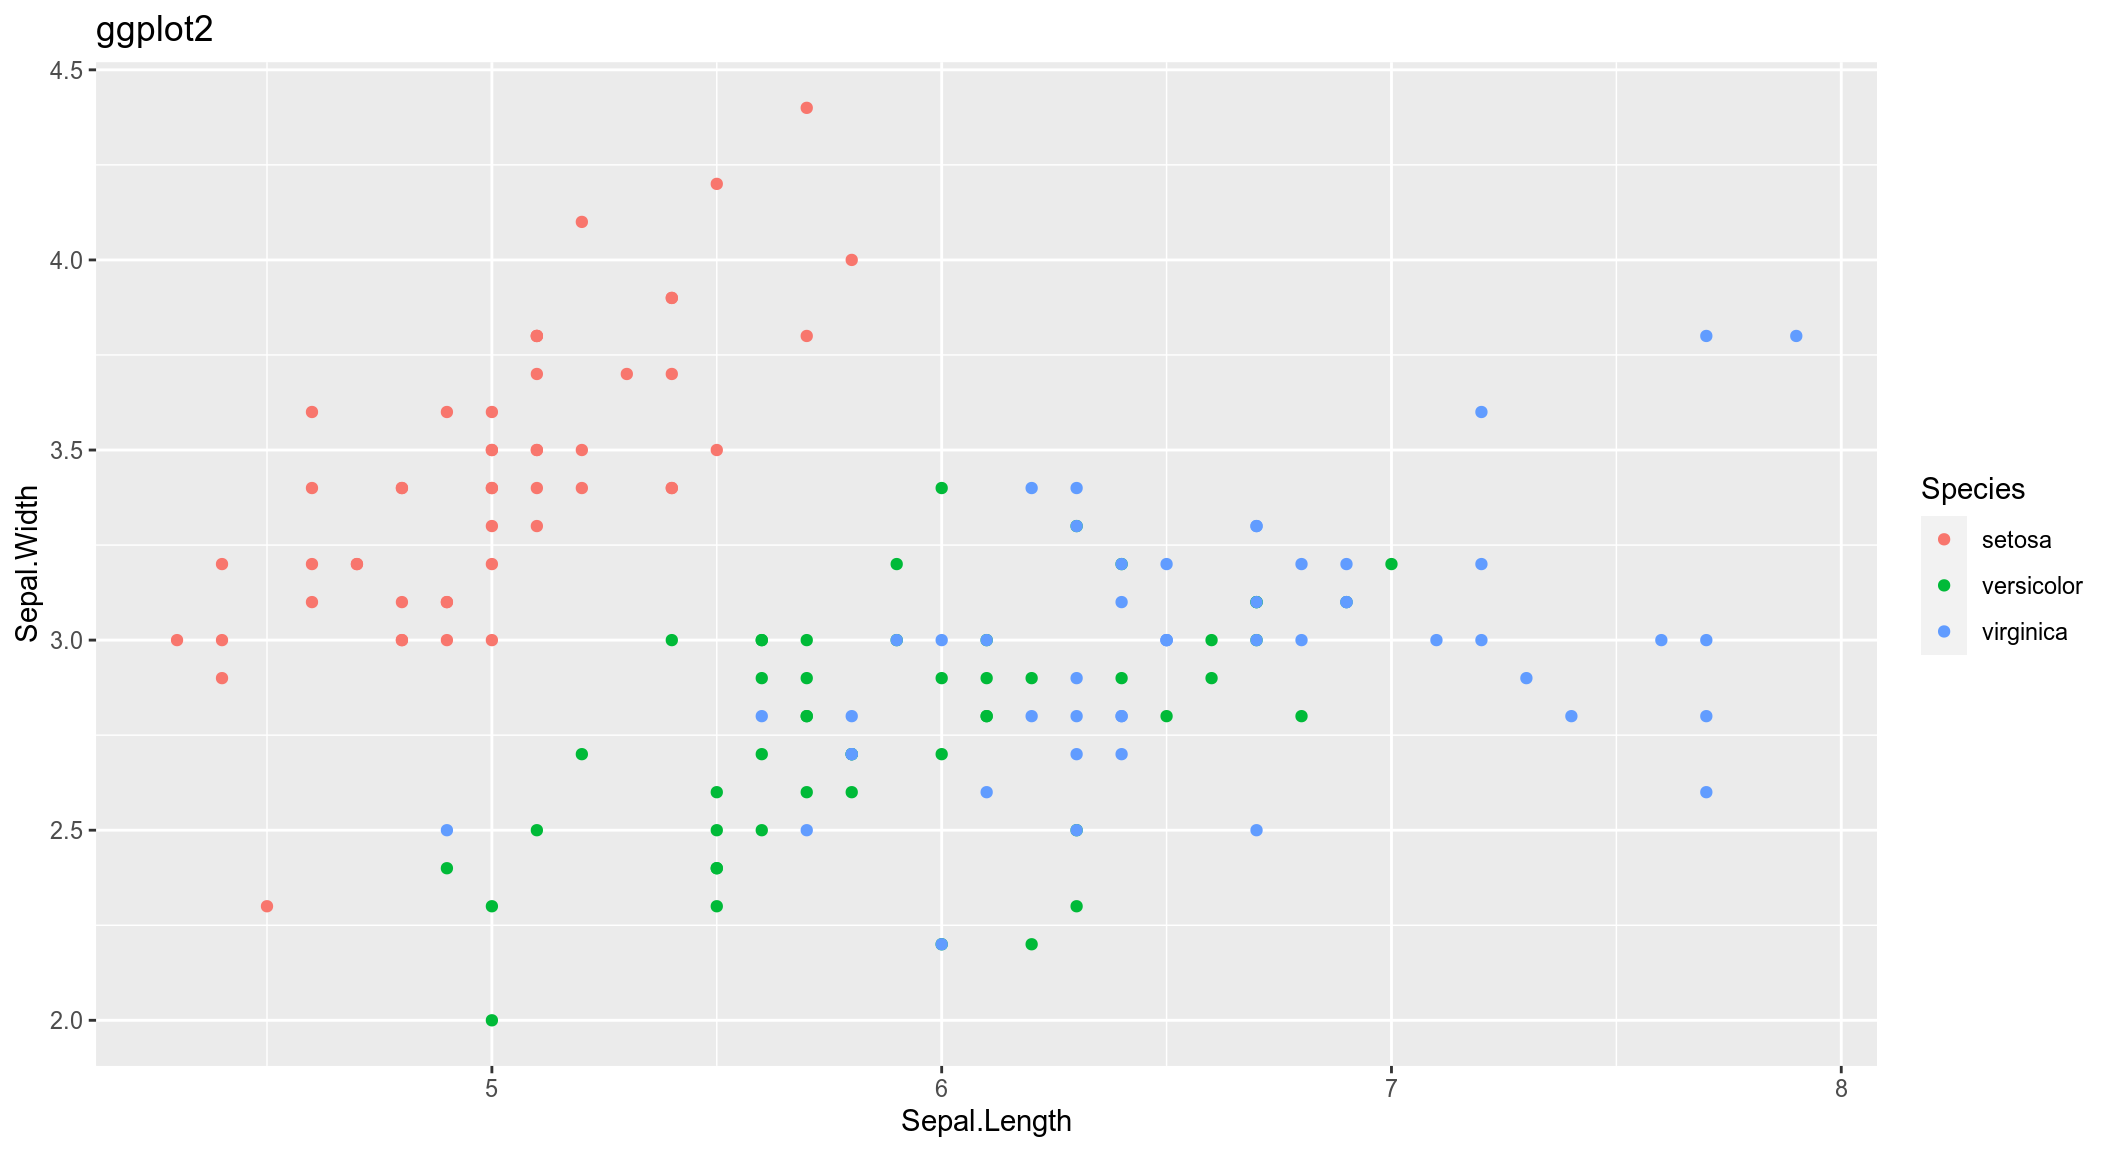 ggplot2
4.5
4.0
3.5
3.0
2.5
2.0
Sepal.Width
5 6 7 8
Sepal.Length
Species
setosa
versicolor
virginica